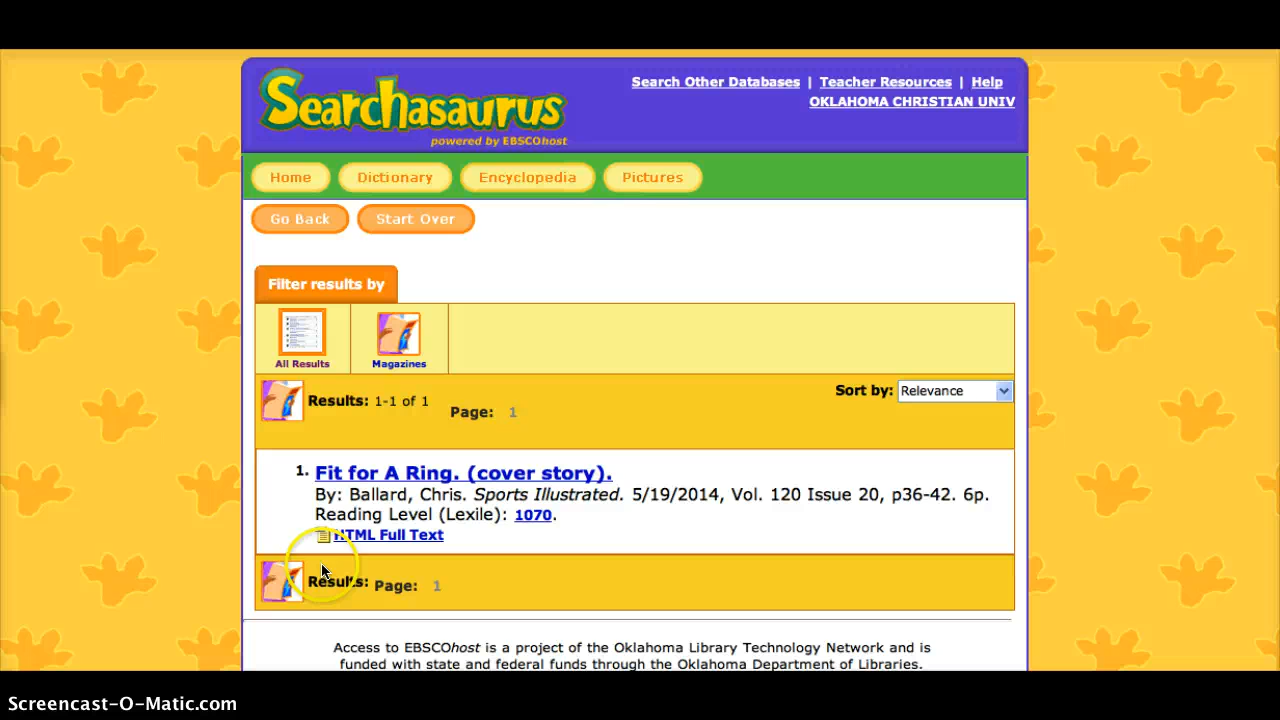 Searchasaurus
powered by EBSCOhost
Search Other Databases | Teacher Resources | Help
OKLAHOMA CHRISTIAN UNIV
Home Dictionary Encyclopedia Pictures
Go Back Start Over
Filter results by
All Results Magazines
Results: 1-1 of 1 Page: 1 Sort by: Relevance
1. Fit for A Ring. (cover story).
By: Ballard, Chris. Sports Illustrated. 5/19/2014, Vol. 120 Issue 20, p36-42. 6p.
Reading Level (Lexile): 1070.
HTML Full Text
Results: Page: 1
Access to EBSCOhost is a project of the Oklahoma Library Technology Network and is
funded with state and federal funds through the Oklahoma Department of Libraries.
Screencast-O-Matic.com